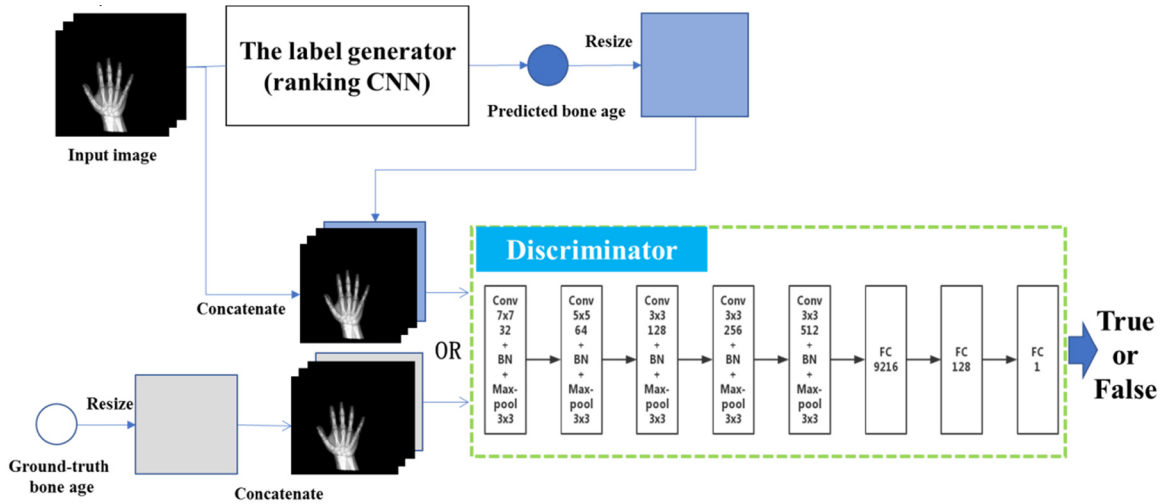 The label generator
(ranking CNN)
Resize
Predicted bone age
Input image
Discriminator
Concatenate
OR
Conv
7x7
32
+
BN
+
Max-
pool
3x3
Conv
5x5
64
+
BN
+
Max-
pool
3x3
Conv
3x3
128
+
BN
+
Max-
pool
3x3
Conv
3x3
256
+
BN
+
Max-
pool
3x3
Conv
3x3
512
+
BN
+
Max-
pool
3x3
FC
9216
FC
128
FC
1
True
or
False
Resize
Ground-truth
bone age
Concatenate